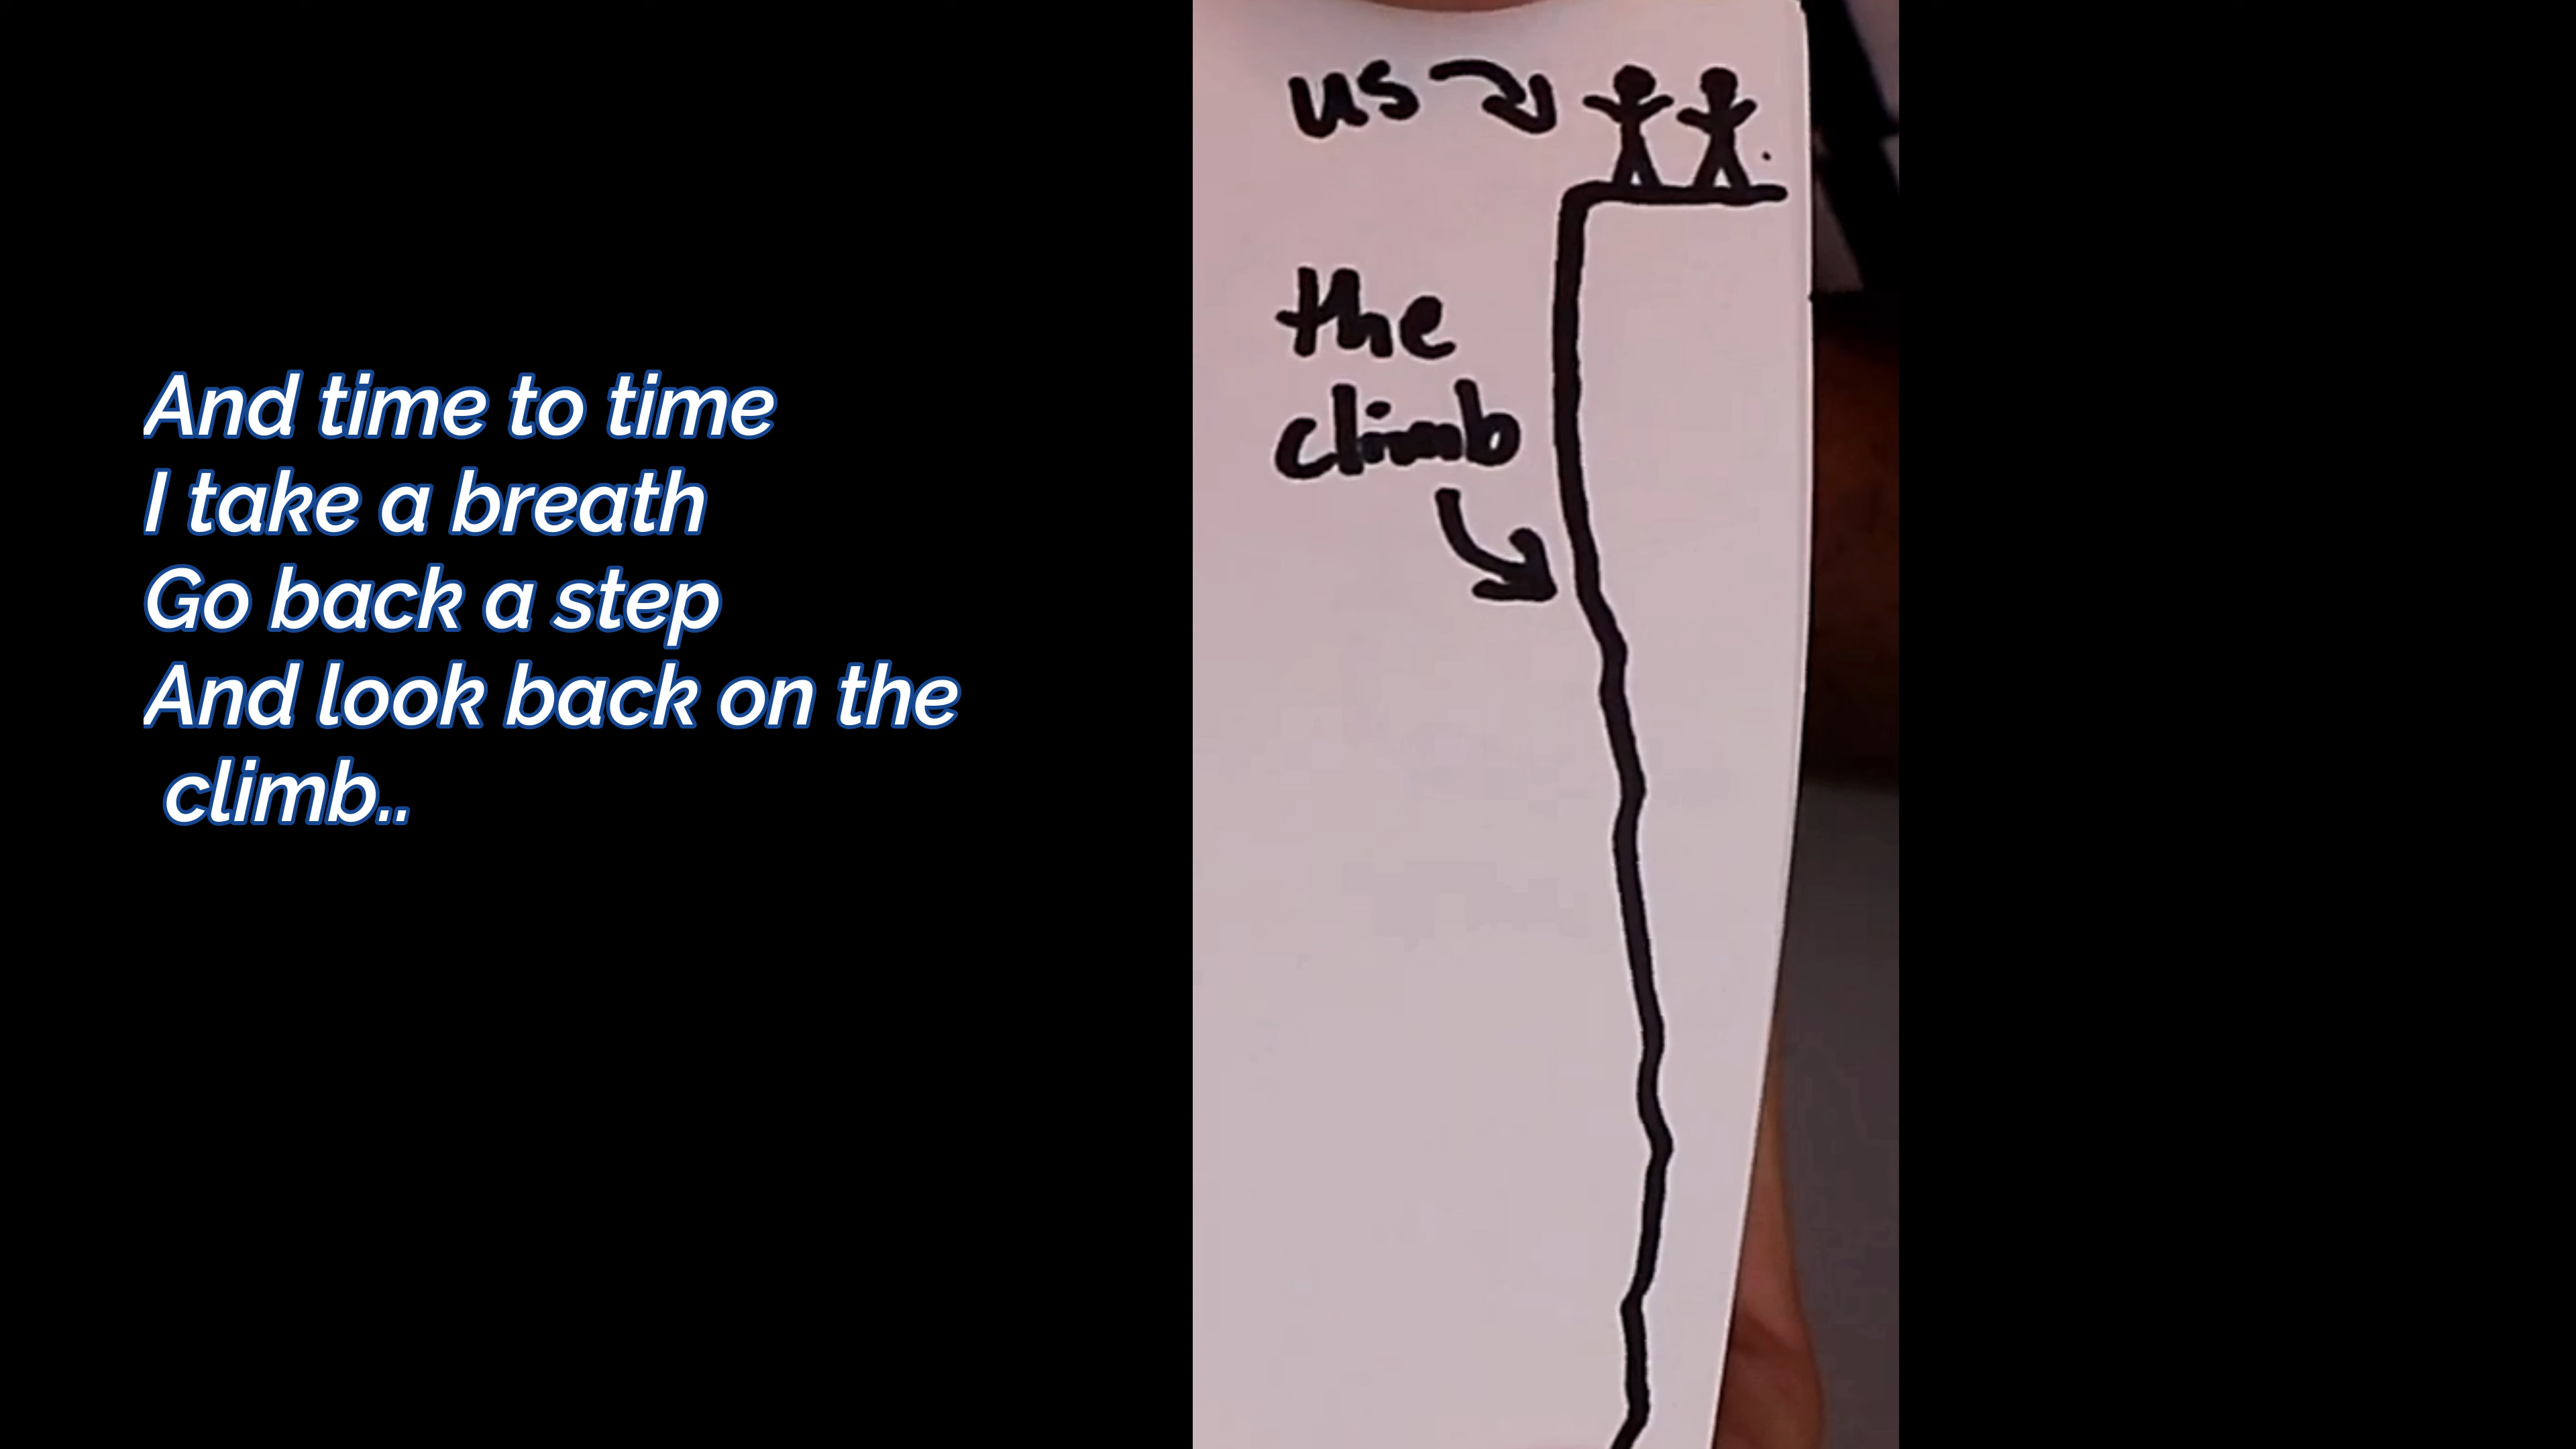 And time to time
I take a breath
Go back a step
And look back on the
climb..
us
the
climb